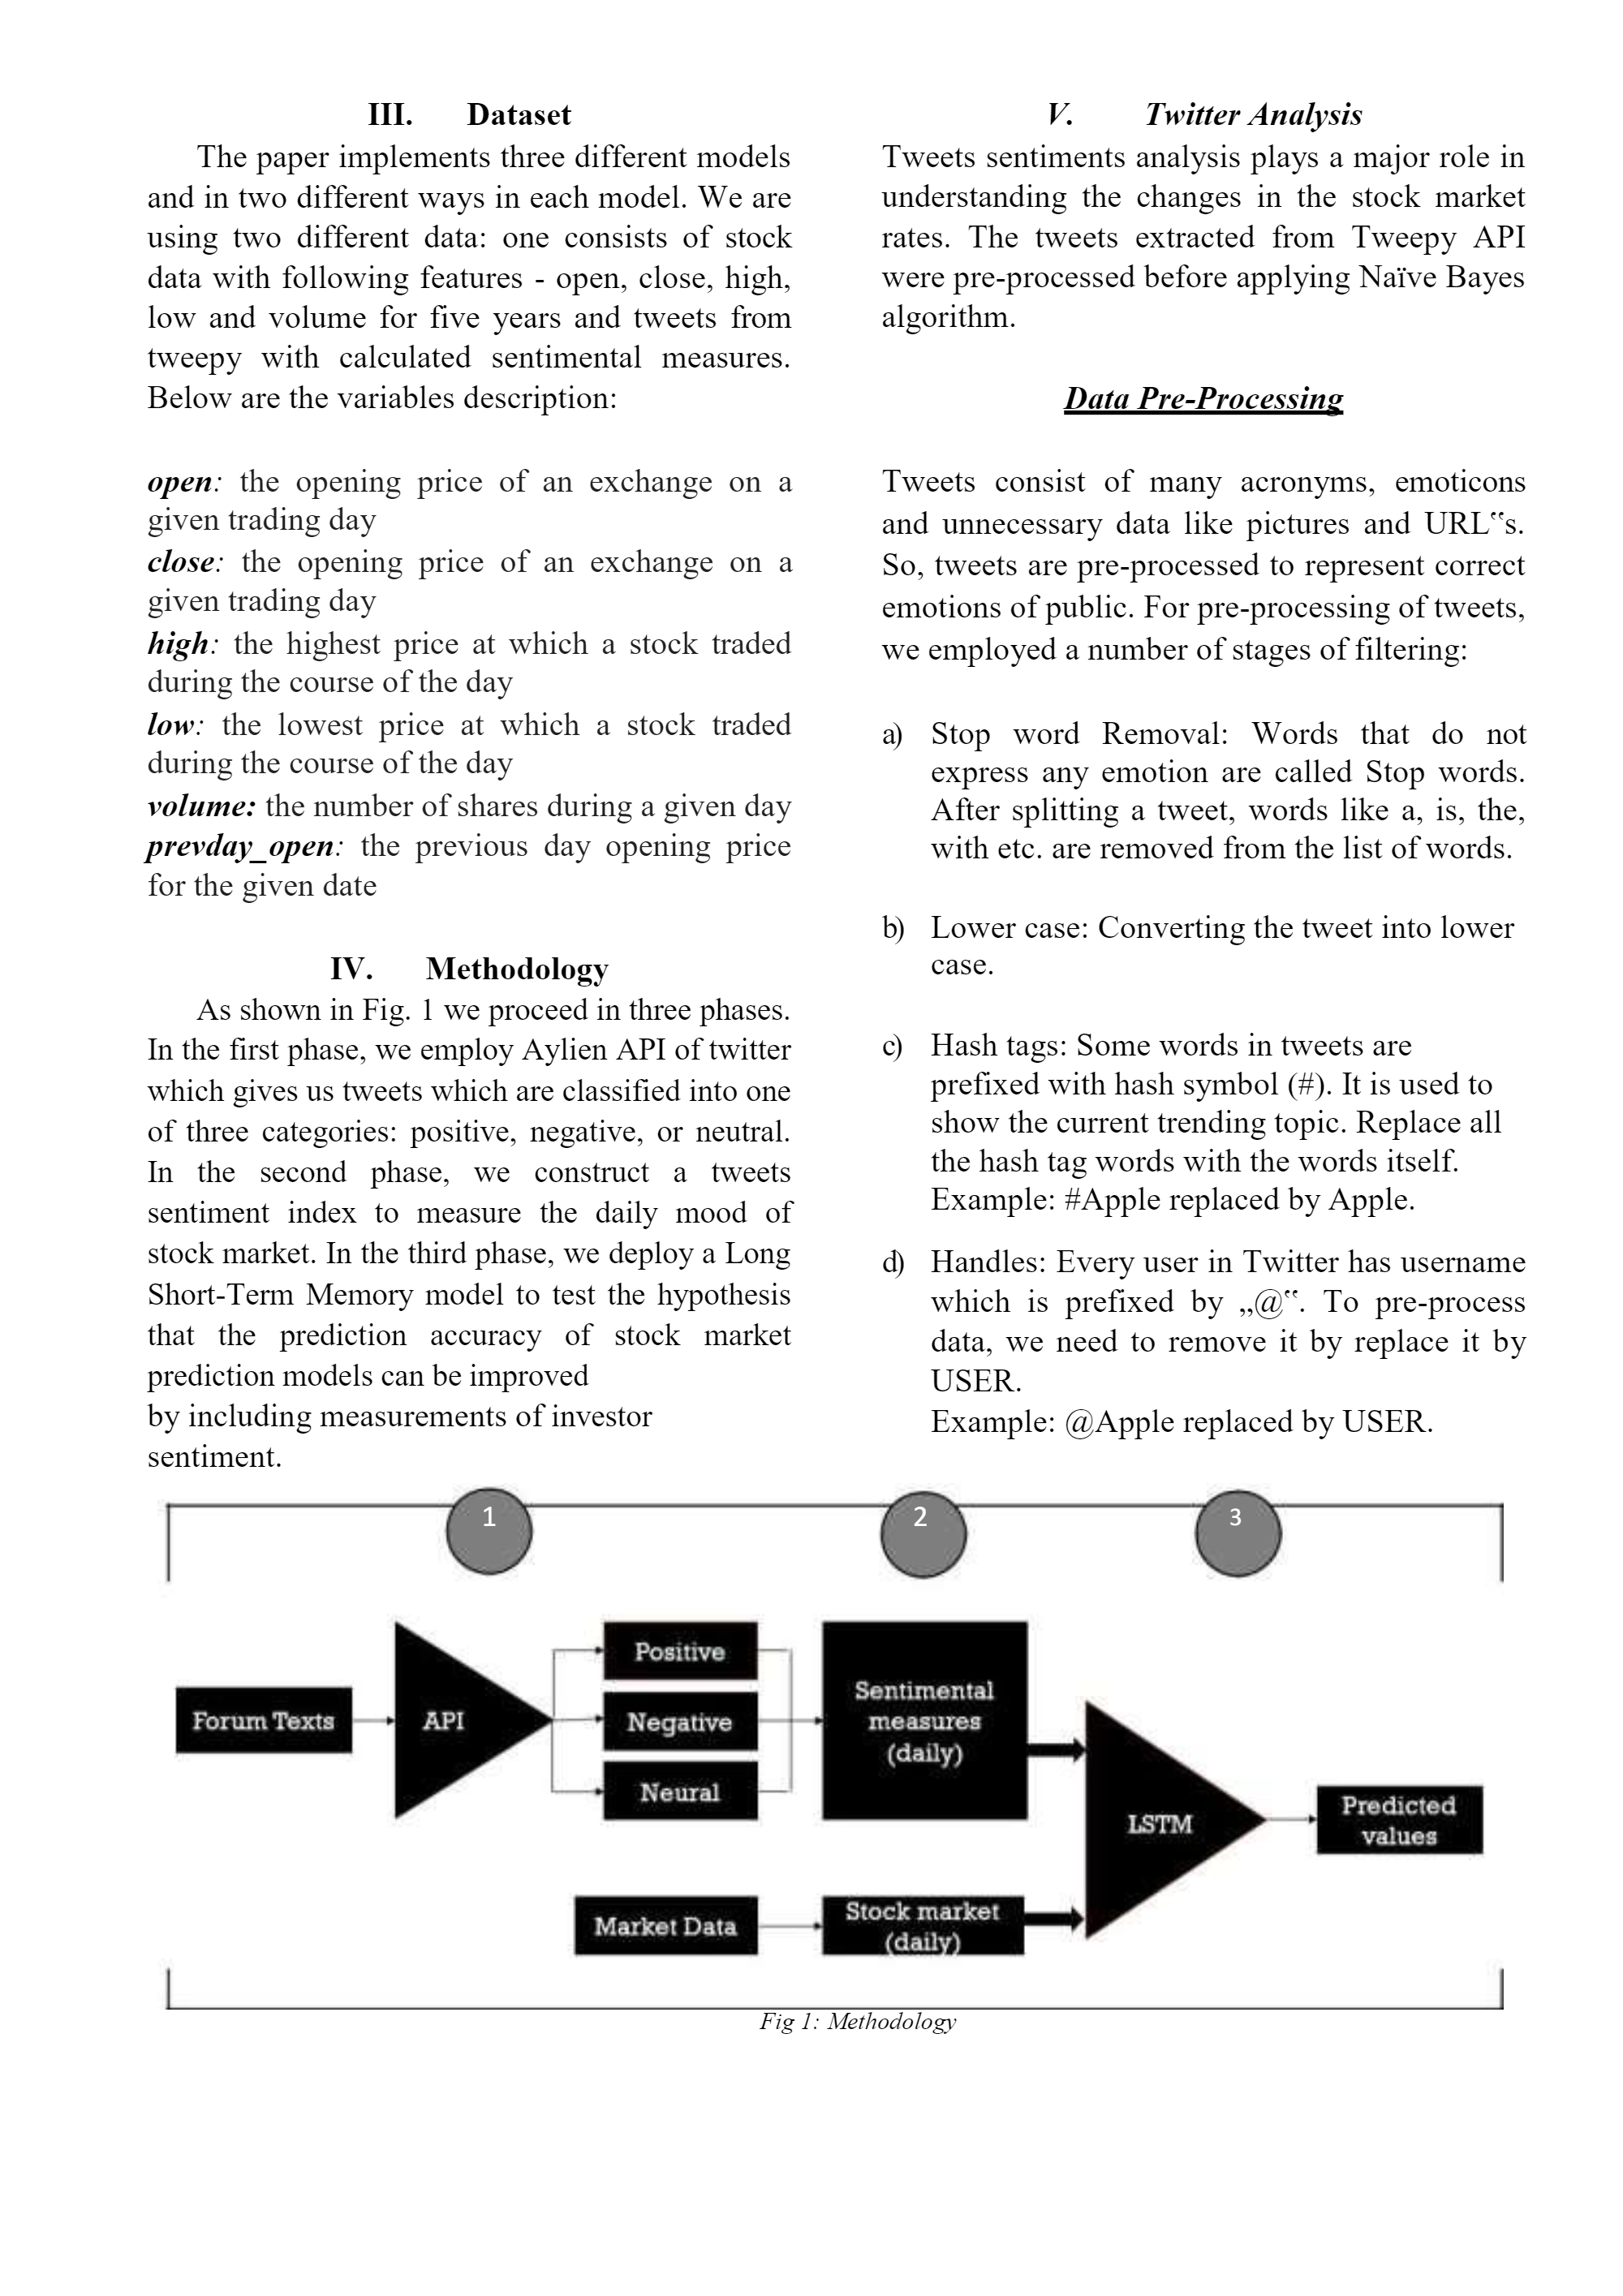 III. Dataset
The paper implements three different models
and in two different ways in each model. We are
using two different data: one consists of stock
data with following features - open, close, high,
low and volume for five years and tweets from
tweepy with calculated sentimental measures.
Below are the variables description:
open: the opening price of an exchange on a
given trading day
close: the opening price of an exchange on a
given trading day
high: the highest price at which a stock traded
during the course of the day
low: the lowest price at which a stock traded
during the course of the day
volume: the number of shares during a given day
prevday_open: the previous day opening price
for the given date
IV. Methodology
As shown in Fig. 1 we proceed in three phases.
In the first phase, we employ Aylien API of twitter
which gives us tweets which are classified into one
of three categories: positive, negative, or neutral.
In the second phase, we construct a tweets
sentiment index to measure the daily mood of
stock market. In the third phase, we deploy a Long
Short-Term Memory model to test the hypothesis
that the prediction accuracy of stock market
prediction models can be improved
by including measurements of investor
sentiment.
V. Twitter Analysis
Tweets sentiments analysis plays a major role in
understanding the changes in the stock market
rates. The tweets extracted from Tweepy API
were pre-processed before applying Naïve Bayes
algorithm.
Data Pre-Processing
Tweets consist of many acronyms, emoticons
and unnecessary data like pictures and URL‟s.
So, tweets are pre-processed to represent correct
emotions of public. For pre-processing of tweets,
we employed a number of stages of filtering:
a) Stop word Removal: Words that do not
express any emotion are called Stop words.
After splitting a tweet, words like a, is, the,
with etc. are removed from the list of words.
b) Lower case: Converting the tweet into lower
case.
c) Hash tags: Some words in tweets are
prefixed with hash symbol (#). It is used to
show the current trending topic. Replace all
the hash tag words with the words itself.
Example: #Apple replaced by Apple.
d) Handles: Every user in Twitter has username
which is prefixed by „@‟. To pre-process
data, we need to remove it by replace it by
USER.
Example: @Apple replaced by USER.
1
2
3
Forum Texts
API
Positive
Negative
Neural
Sentimental
measures
(daily)
Market Data
Stock market
(daily)
LSTM
Predicted
values
Fig 1: Methodology